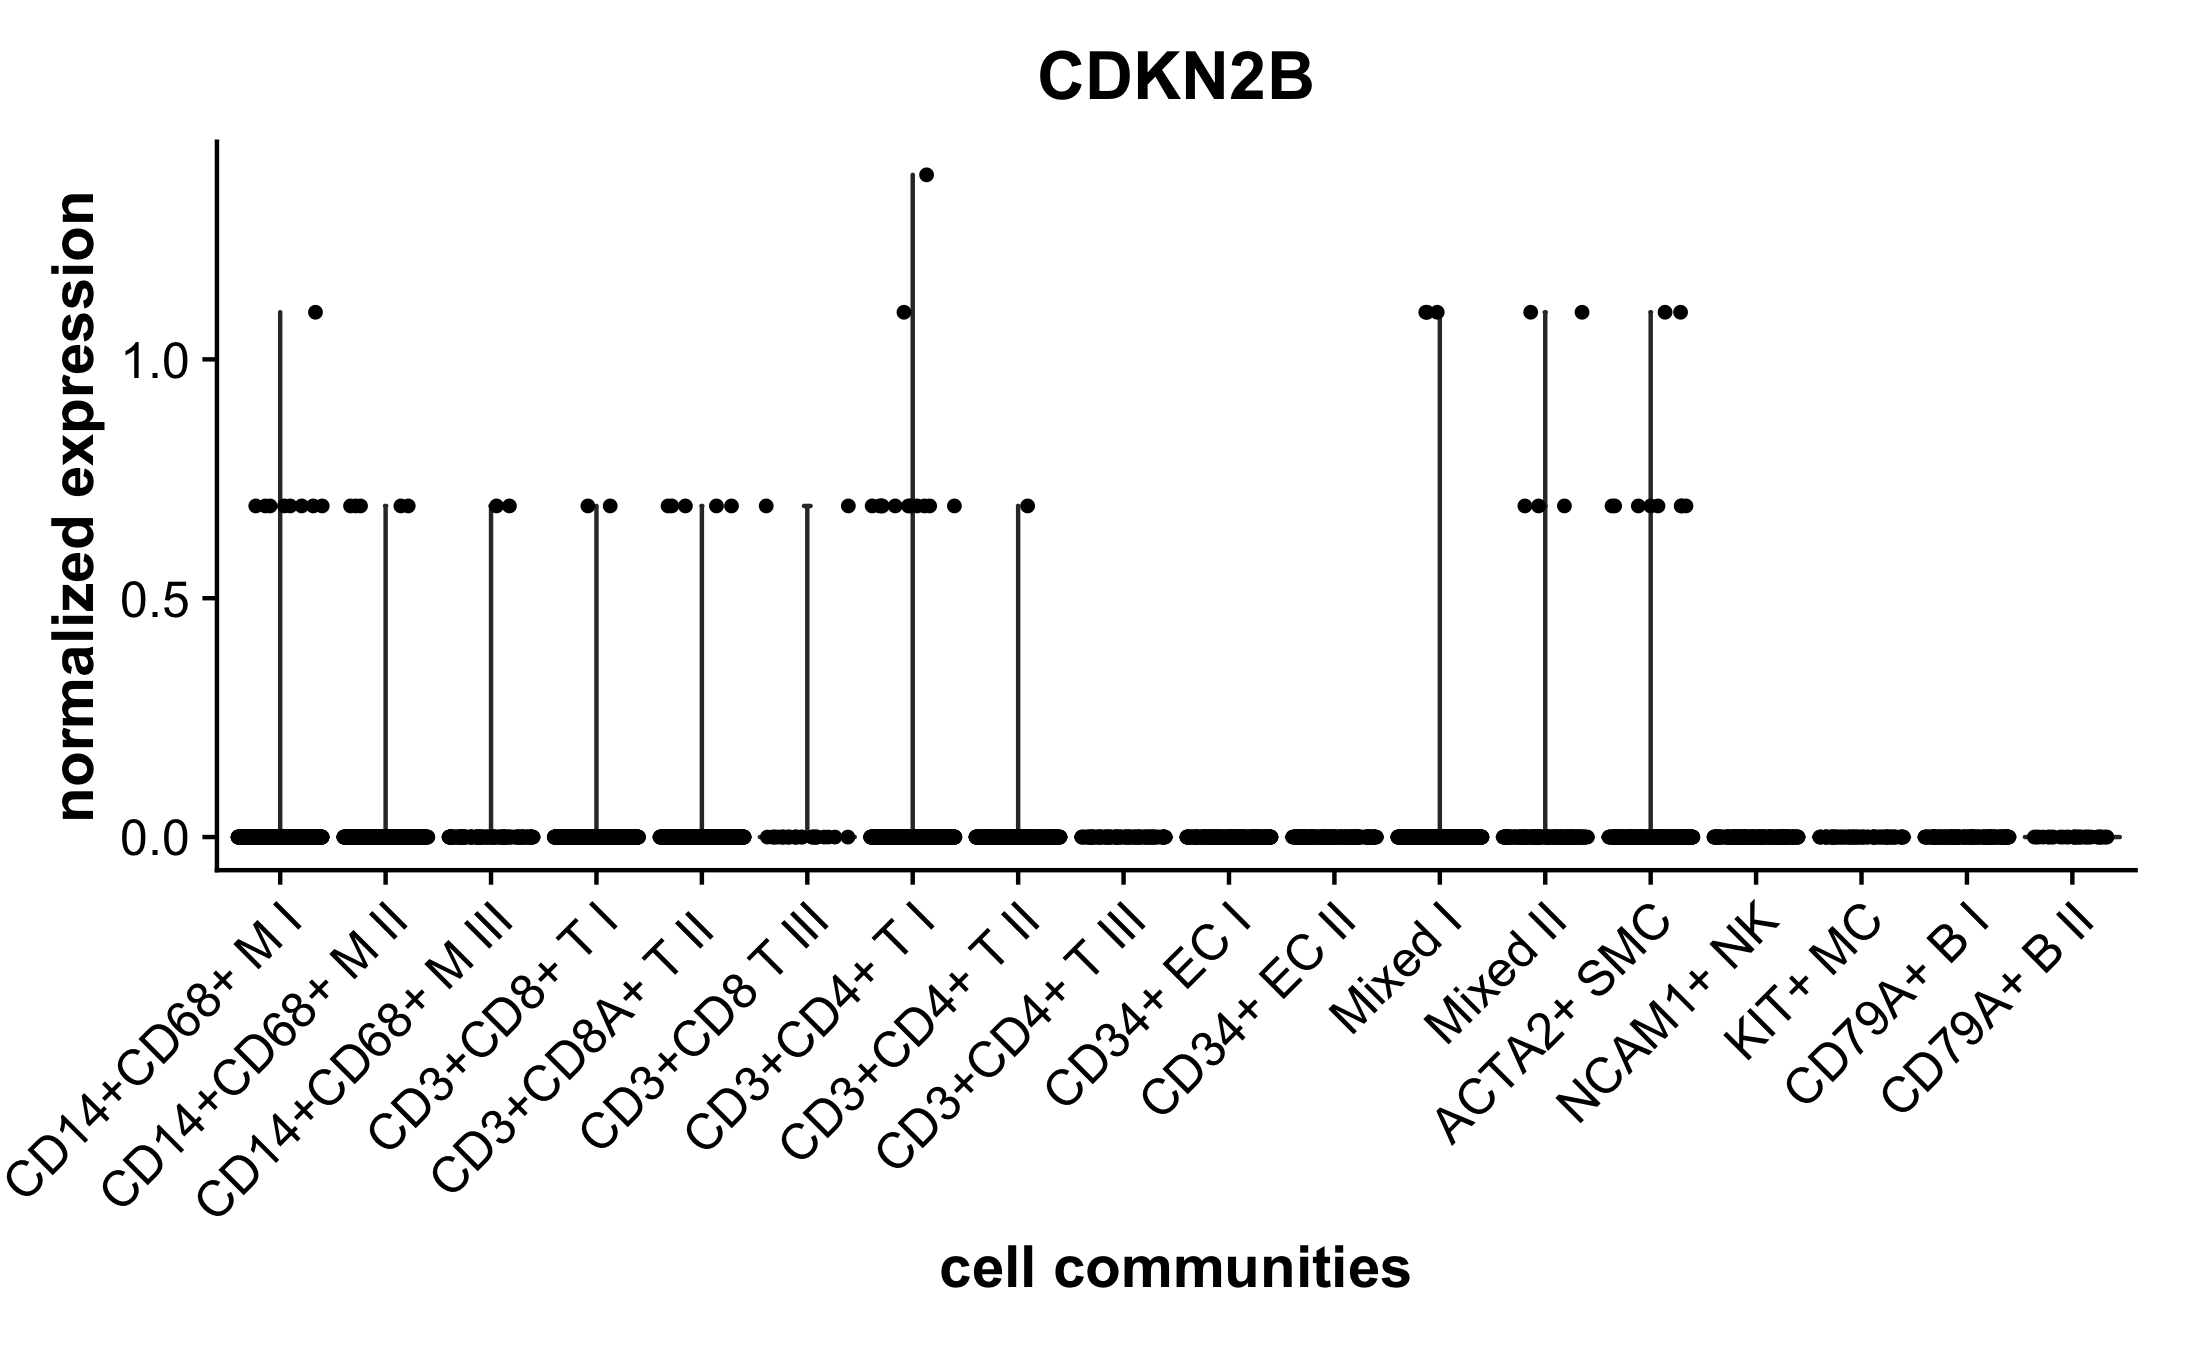 CDKN2B
normalized expression
1.0
0.5
0.0
CD14+CD68+ M I
CD14+CD68+ M II
CD14+CD68+ M III
CD3+CD8+ T I
CD3+CD8A+ T II
CD3+CD8 T III
CD3+CD4+ T I
CD3+CD4+ T II
CD3+CD4+ T III
CD34+ EC I
CD34+ EC II
Mixed I
Mixed II
ACTA2+ SMC
NCAM1+ NK
KIT+ MC
CD79A+ B I
CD79A+ B II
cell communities